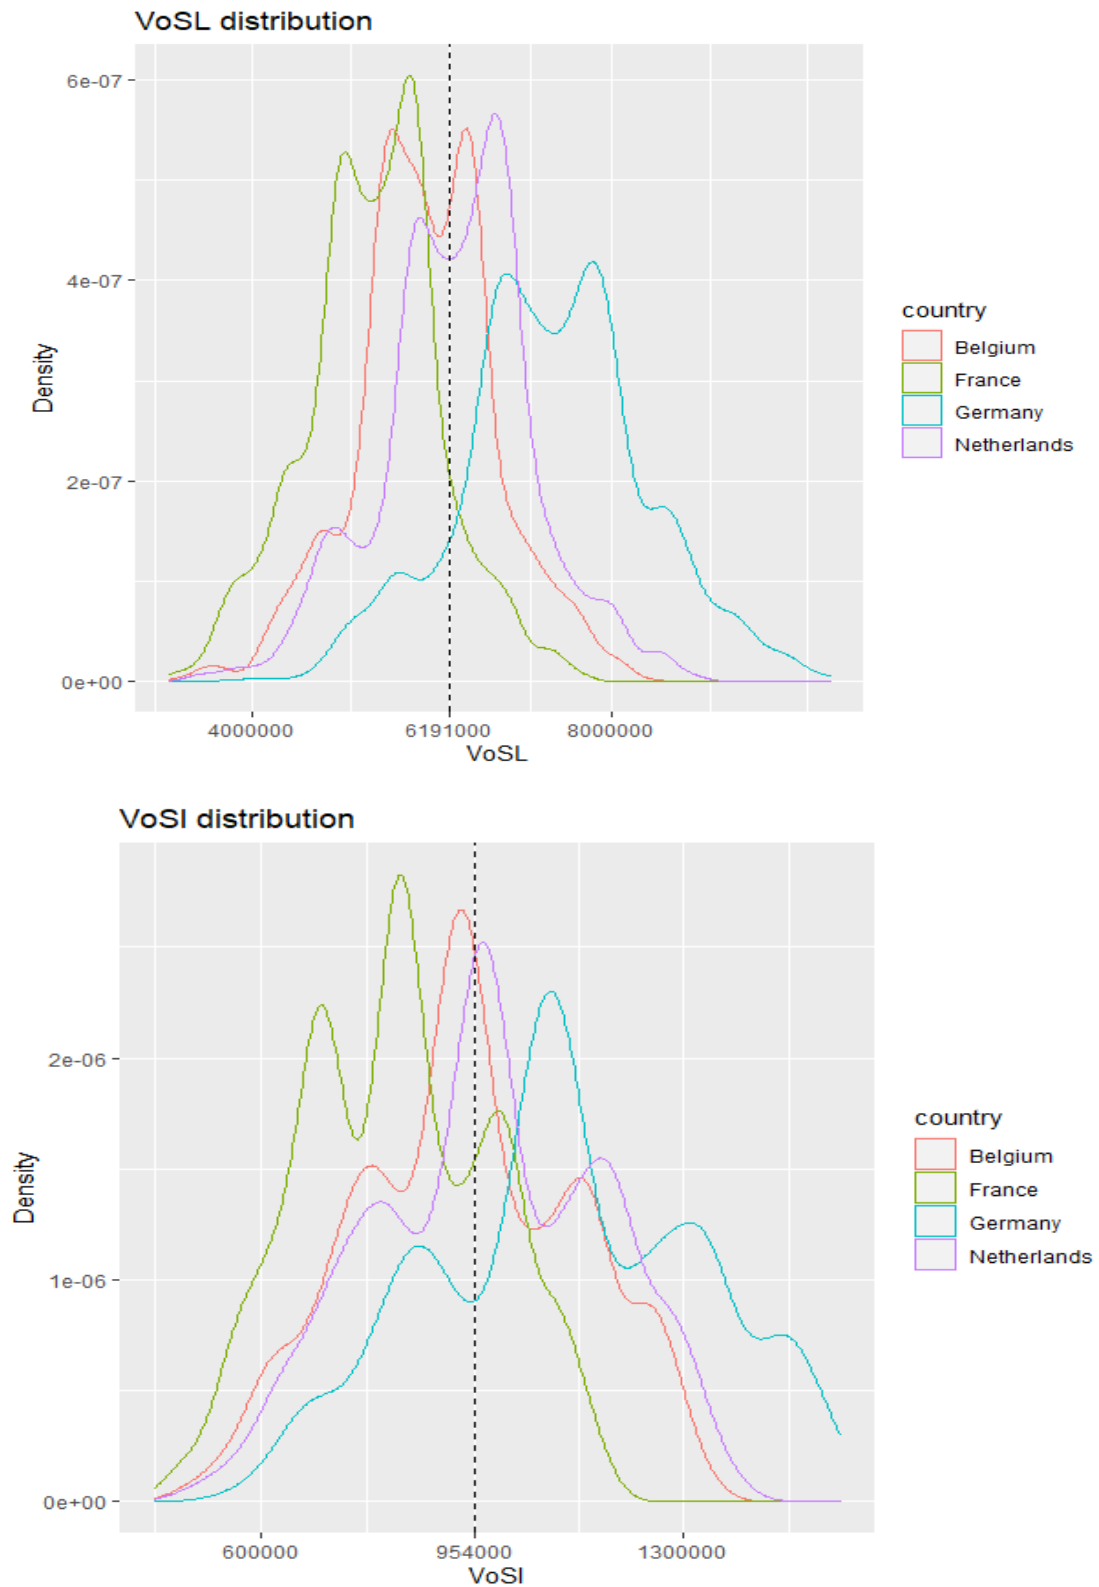 VoSL distribution
6e-07
4e-07
2e-07
0e+00
Density
4000000 6191000 8000000
VoSL
country
Belgium
France
Germany
Netherlands
VoSI distribution
2e-06
1e-06
0e+00
Density
600000 954000 1300000
VoSI
country
Belgium
France
Germany
Netherlands